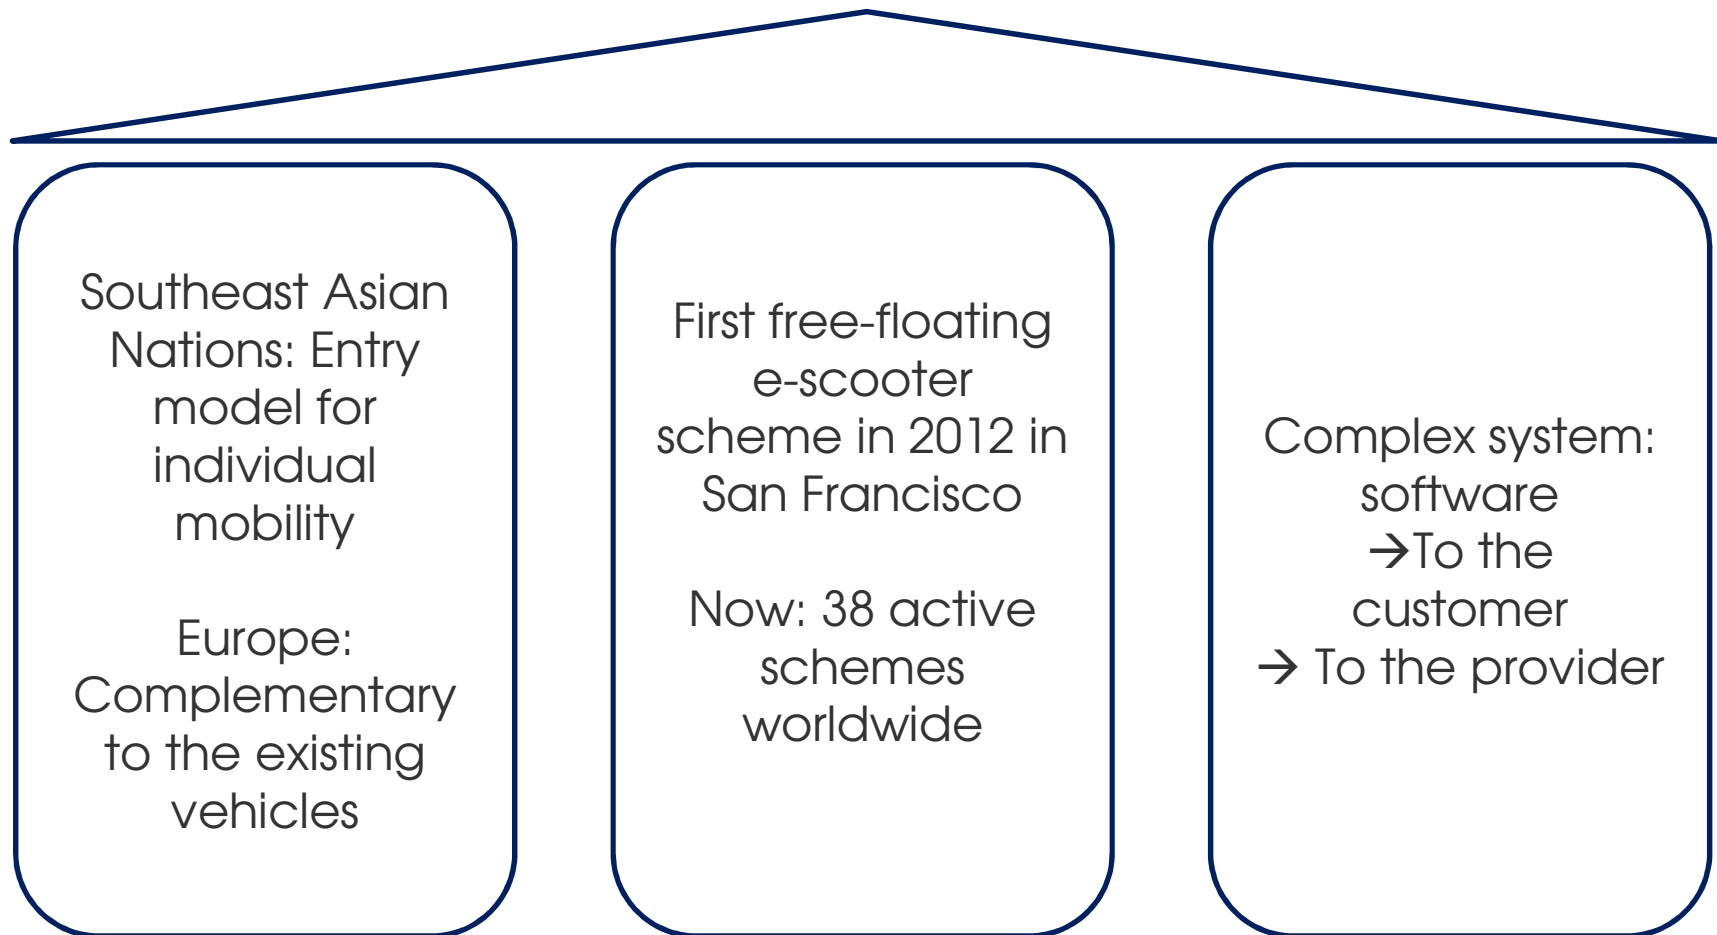 Southeast Asian
Nations: Entry
model for
individual
mobility
Europe:
Complementary
to the existing
vehicles
First free-floating
e-scooter
scheme in 2012 in
San Francisco
Now: 38 active
schemes
worldwide
Complex system:
software
→To the
customer
→ To the provider